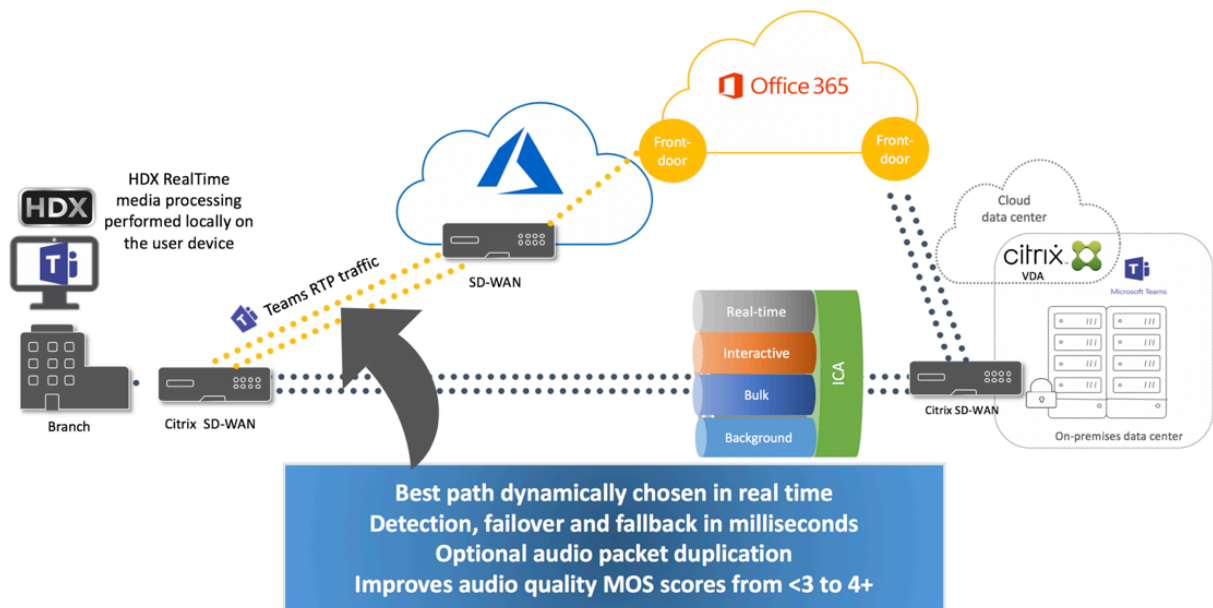 Office 365
Front-
door
Front-
door
HDX RealTime
media processing
performed locally on
the user device
HDX
T
SD-WAN
Teams RTP traffic
Cloud
data center
citrix
VDA
Microsoft Teams
Real-time
Interactive
Bulk
Background
ICA
Branch
Citrix SD-WAN
Citrix SD-WAN
On-premises data center
Best path dynamically chosen in real time
Detection, failover and fallback in milliseconds
Optional audio packet duplication
Improves audio quality MOS scores from <3 to 4+